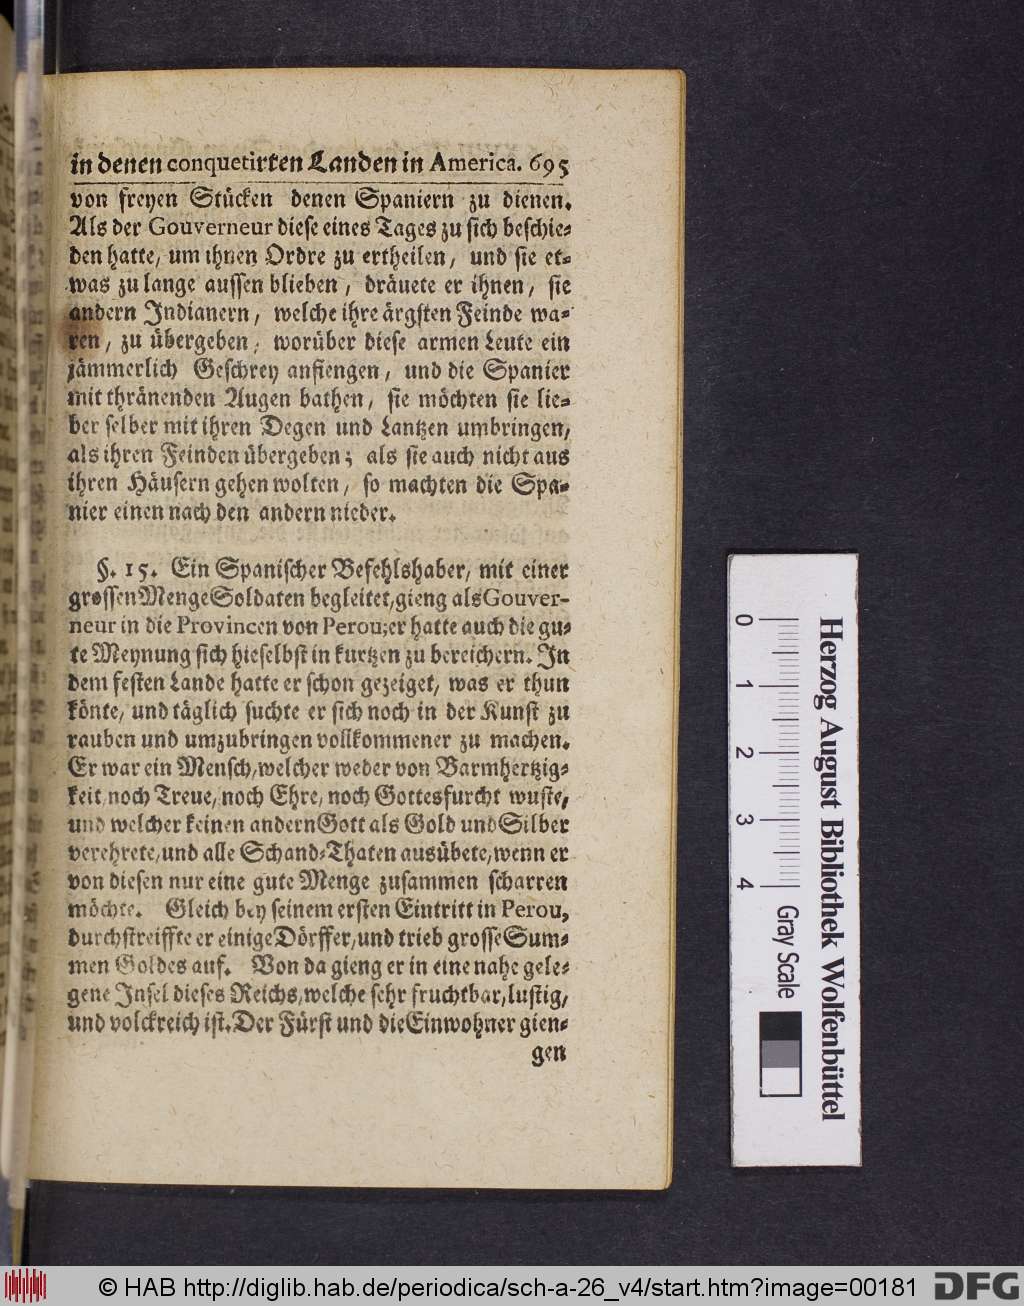 in denen conquetirten Landen in America. 695
von freyen Stücken denen Spaniern zu dienen.
Als der Gouverneur diese eines Tages zu sich beschie-
den hatte, um ihnen Ordre zu ertheilen, und sie et-
was zu lange aussen blieben, dräuete er ihnen, sie
andern Indianern, welche ihre ärgsten Feinde wa-
ren, zu übergeben, worüber diese armen Leute ein
jämmerlich Geschrey anfiengen, und die Spanier
mit thränenden Augen bathen, sie möchten sie lie-
ber selber mit ihren Degen und Lantzen umbringen,
als ihren Feinden übergeben; als sie auch nicht aus
ihren Häusern gehen wolten, so machten die Spa-
nier einen nach den andern nieder.
§. 15. Ein Spanischer Befehlshaber, mit einer
grossen Menge Soldaten begleitet, gieng als Gouver-
neur in die Provincen von Perou; er hatte auch die gu-
te Meynung sich hieselbst in kurtzen zu bereichern. In
dem festen Lande hatte er schon gezeiget, was er thun
könte, und täglich suchte er sich noch in der Kunst zu
rauben und umzubringen vollkommener zu machen.
Er war ein Mensch, welcher weder von Barmhertzig-
keit, noch Treue, noch Ehre, noch Gottesfurcht wuste,
und welcher keinen andern Gott als Gold und Silber
verehrete, und alle Schand-Thaten ausübete, wenn er
von diesen nur eine gute Menge zusammen scharren
möchte. Gleich bey seinem ersten Eintritt in Perou,
durchstreiffte er einige Dörffer, und trieb grosse Sum-
men Goldes auf. Von da gieng er in eine nahe gele-
gene Insel dieses Reichs, welche sehr fruchtbar, lustig,
und volckreich ist. Der Fürst und die Einwohner gien-
gen
0 1 2 3 4
Gray Scale
Herzog August Bibliothek Wolfenbüttel
© HAB http://diglib.hab.de/periodica/sch-a-26_v4/start.htm?image=00181
DFG